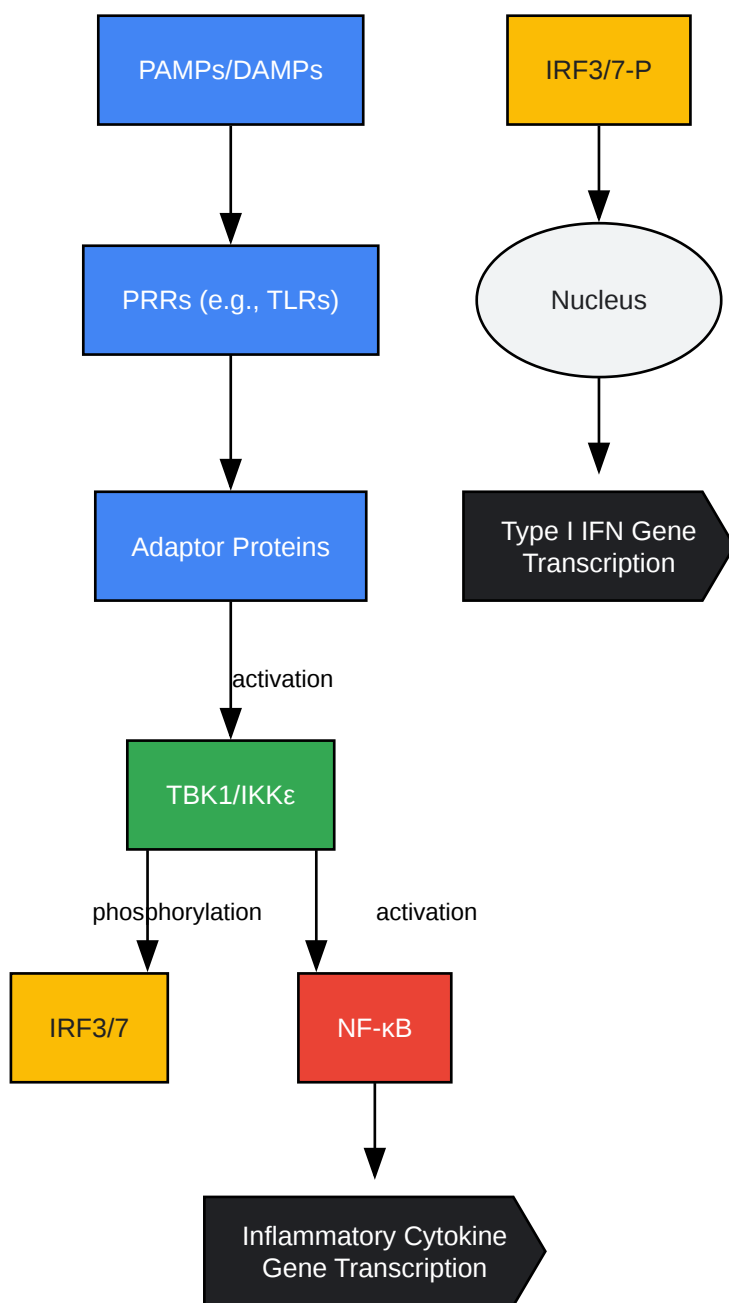 PAMPs/DAMPs
IRF3/7-P
PRRs (e.g., TLRs)
Nucleus
Adaptor Proteins
Type I IFN Gene
Transcription
activation
TBK1/IKKε
phosphorylation
activation
IRF3/7
NF-κB
Inflammatory Cytokine
Gene Transcription